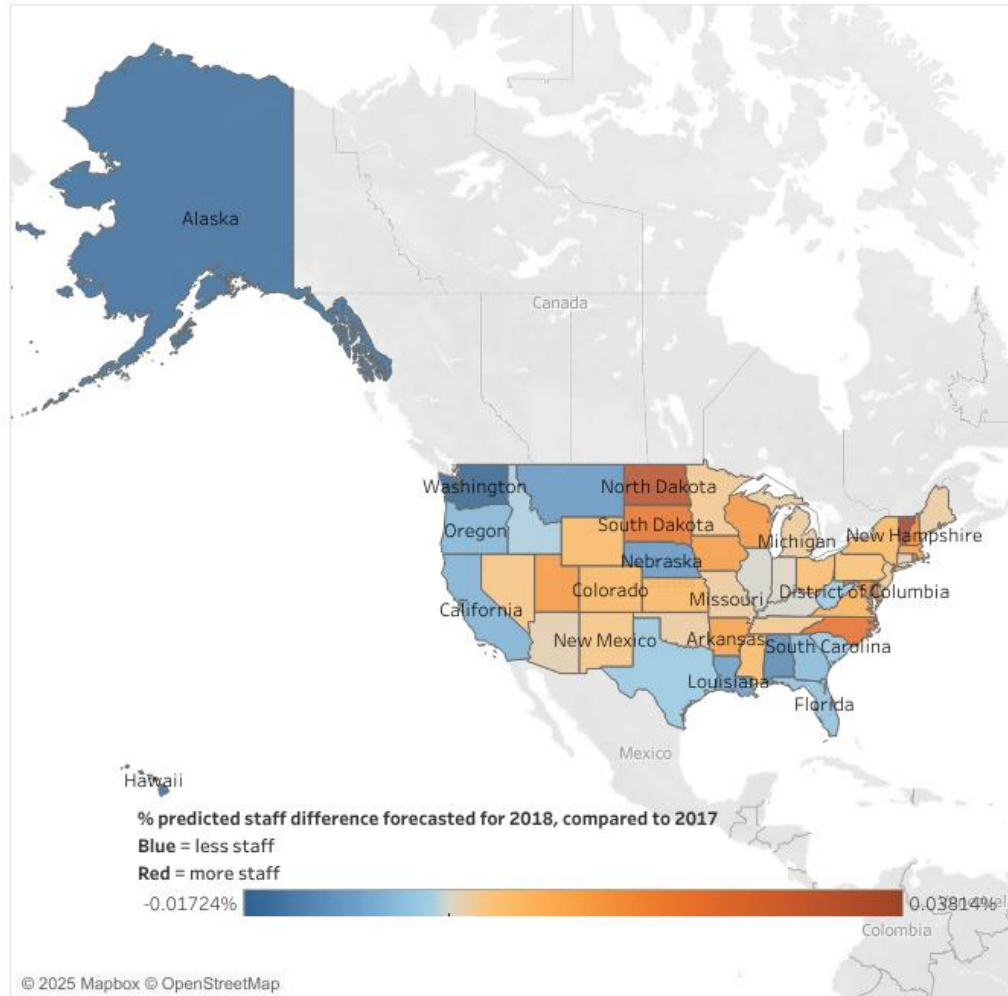 Alaska
Canada
Washington
North Dakota
Oregon
South Dakota
Michigan
New Hampshire
Nebraska
Colorado
Missouri
District of Columbia
California
New Mexico
Arkansas
South Carolina
Louisiana
Florida
Mexico
Hawaii
% predicted staff difference forecasted for 2018, compared to 2017
Blue = less staff
Red = more staff
-0.01724%
0.03814%
Colombia
© 2025 Mapbox © OpenStreetMap